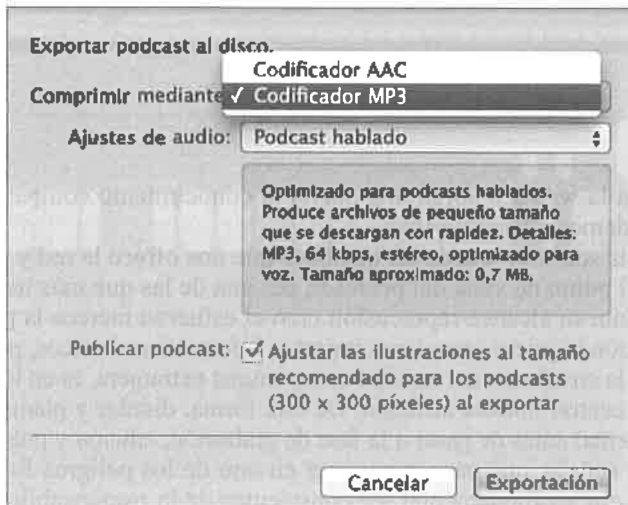 Exportar podcast al disco.
Codificador AAC
Comprimir mediante ✓ Codificador MP3
Ajustes de audio: Podcast hablado
Optimizado para podcasts hablados.
Produce archivos de pequeño tamaño
que se descargan con rapidez. Detalles:
MP3, 64 kbps, estéreo, optimizado para
voz. Tamaño aproximado: 0,7 MB,
Publicar podcast: ✓ Ajustar las ilustraciones al tamaño
recomendado para los podcasts
(300 x 300 píxeles) al exportar
Cancelar Exportación